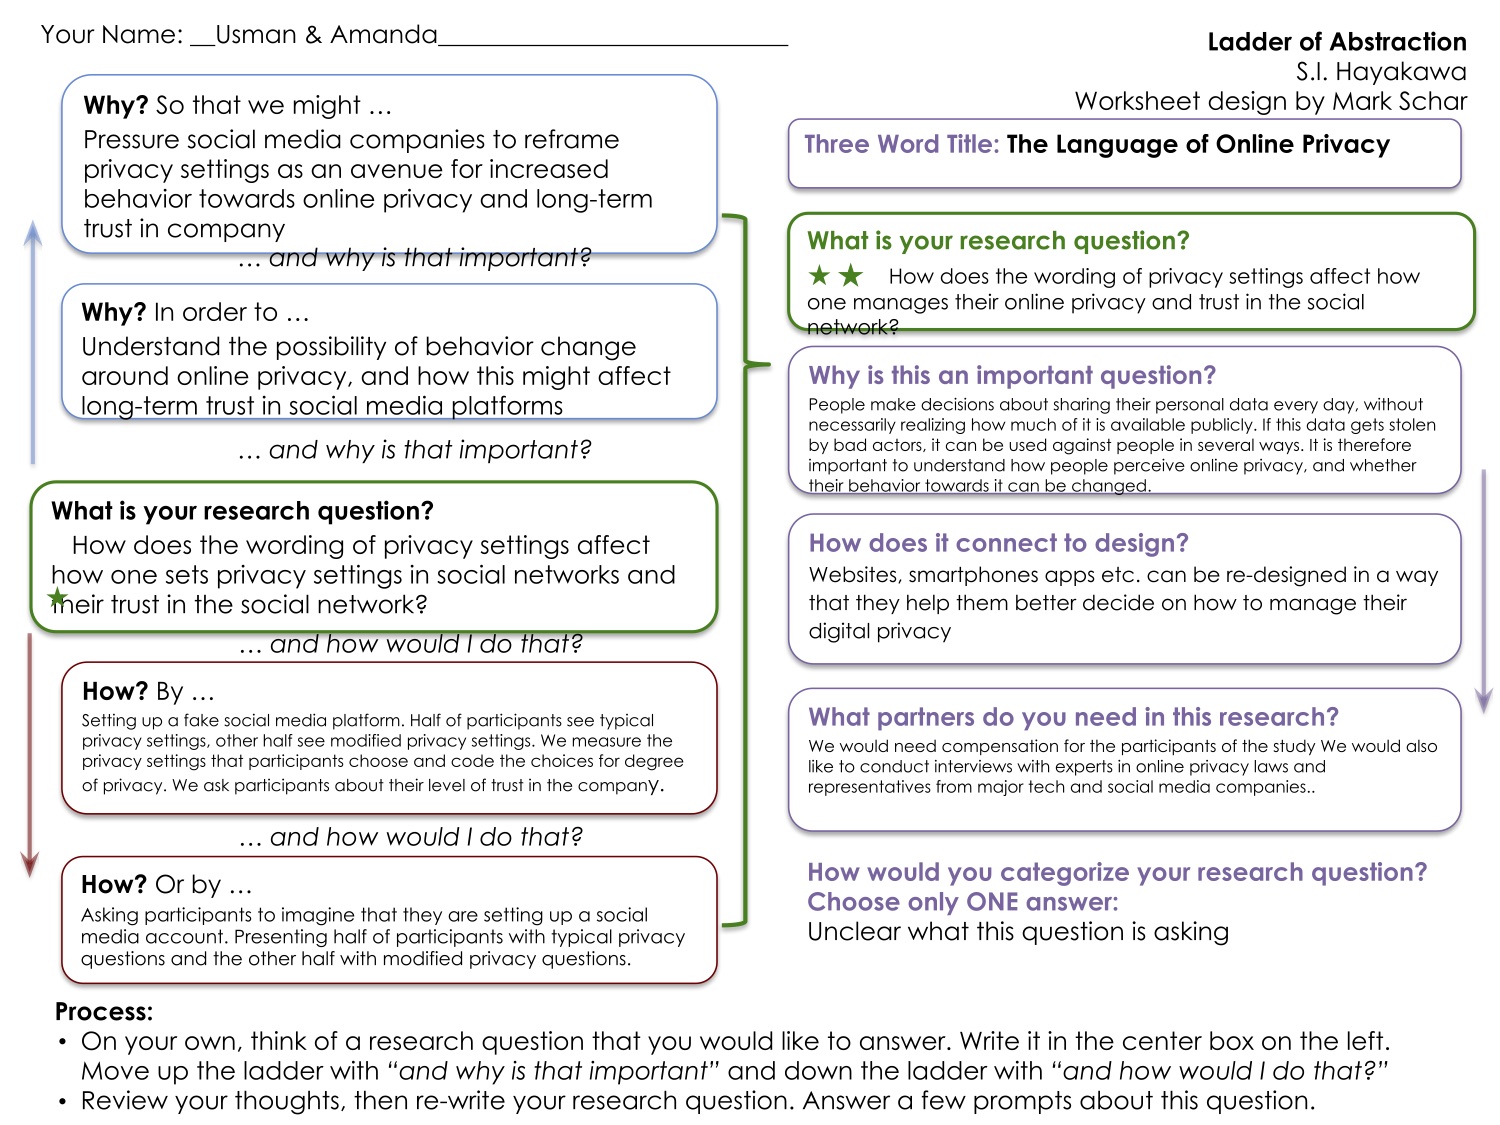 Your Name: __Usman & Amanda___________________________
Ladder of Abstraction
S.I. Hayakawa
Worksheet design by Mark Schar
Why? So that we might …
Pressure social media companies to reframe
privacy settings as an avenue for increased
behavior towards online privacy and long-term
trust in company
… and why is that important?
Why? In order to …
Understand the possibility of behavior change
around online privacy, and how this might affect
long-term trust in social media platforms
… and why is that important?
What is your research question?
How does the wording of privacy settings affect
how one sets privacy settings in social networks and
their trust in the social network?
… and how would I do that?
How? By …
Setting up a fake social media platform. Half of participants see typical
privacy settings, other half see modified privacy settings. We measure the
privacy settings that participants choose and code the choices for degree
of privacy. We ask participants about their level of trust in the company.
… and how would I do that?
How? Or by …
Asking participants to imagine that they are setting up a social
media account. Presenting half of participants with typical privacy
questions and the other half with modified privacy questions.
Three Word Title: The Language of Online Privacy
What is your research question?
How does the wording of privacy settings affect how
one manages their online privacy and trust in the social
network?
Why is this an important question?
People make decisions about sharing their personal data every day, without
necessarily realizing how much of it is available publicly. If this data gets stolen
by bad actors, it can be used against people in several ways. It is therefore
important to understand how people perceive online privacy, and whether
their behavior towards it can be changed.
How does it connect to design?
Websites, smartphones apps etc. can be re-designed in a way
that they help them better decide on how to manage their
digital privacy
What partners do you need in this research?
We would need compensation for the participants of the study We would also
like to conduct interviews with experts in online privacy laws and
representatives from major tech and social media companies..
How would you categorize your research question?
Choose only ONE answer:
Unclear what this question is asking
Process:
• On your own, think of a research question that you would like to answer. Write it in the center box on the left.
Move up the ladder with “and why is that important” and down the ladder with “and how would I do that?”
• Review your thoughts, then re-write your research question. Answer a few prompts about this question.